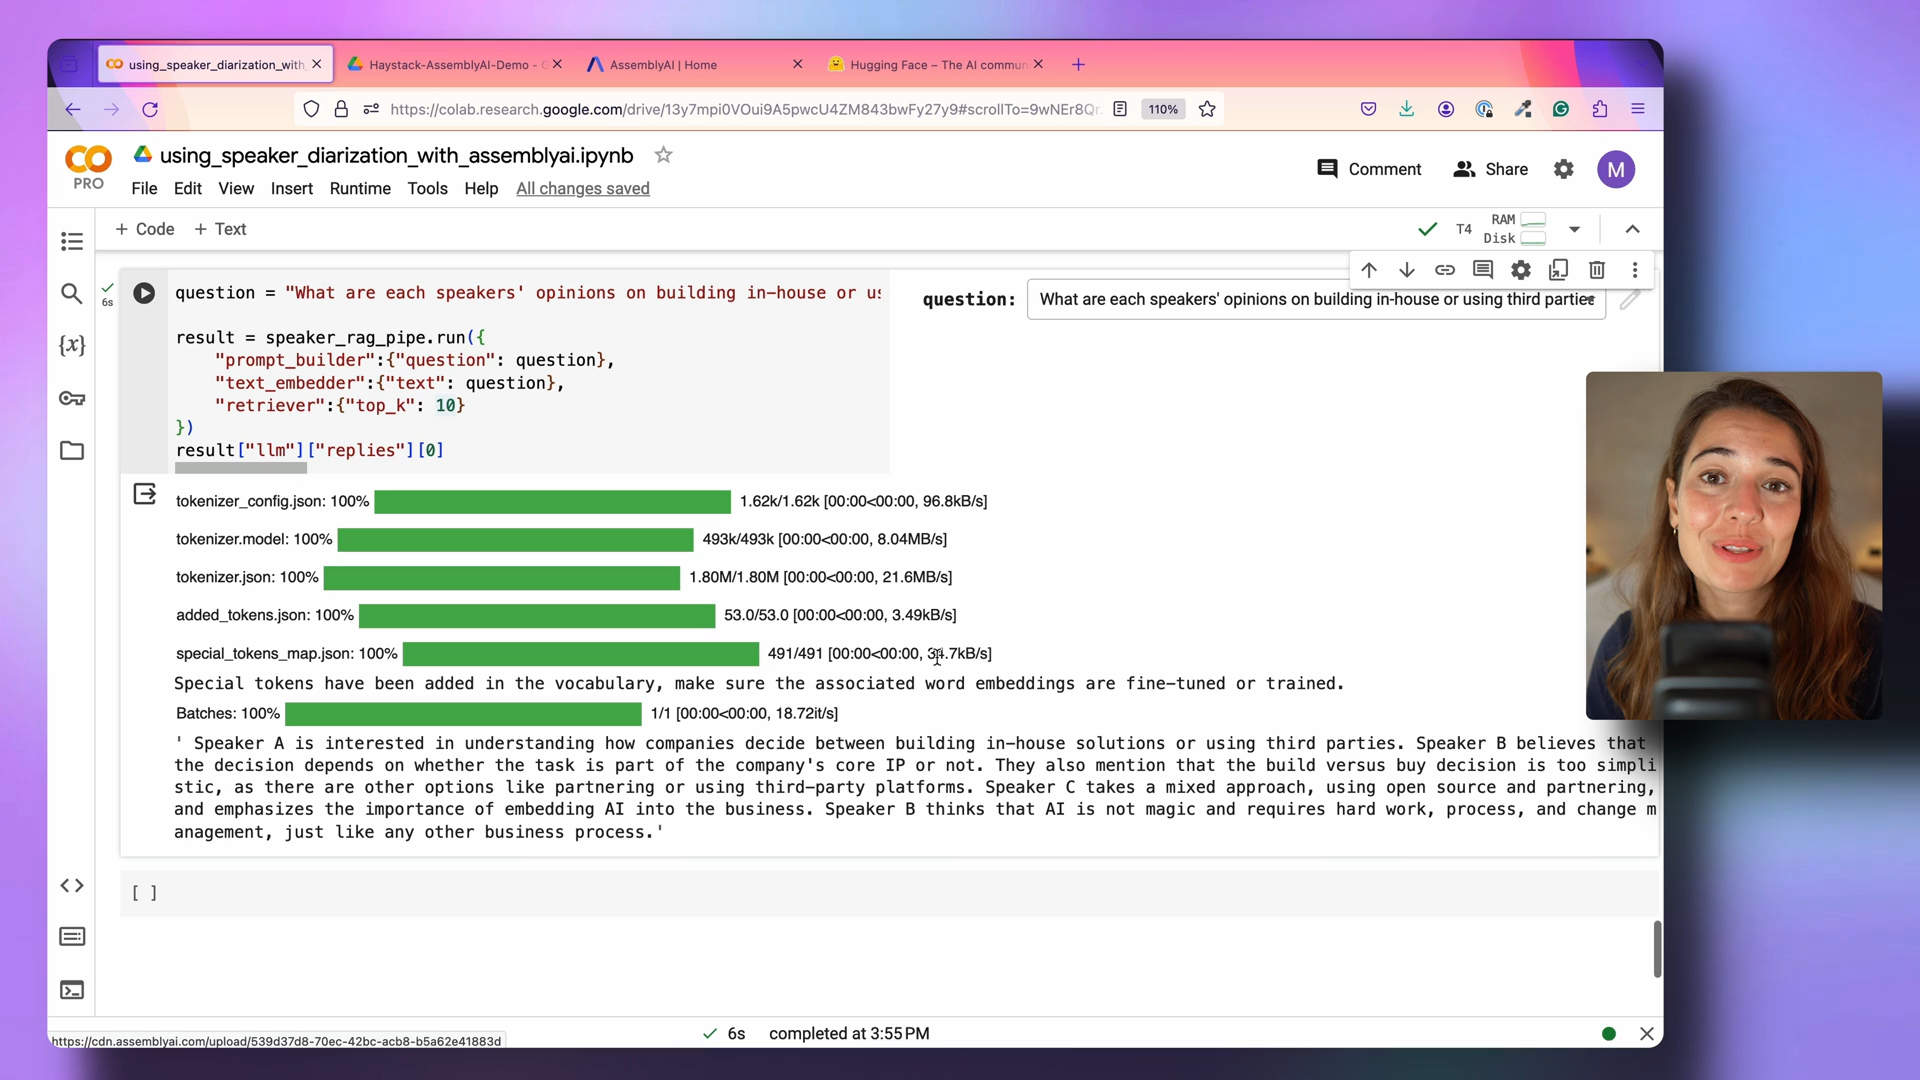 using_speaker_diarization_with_
Haystack-AssemblyAI-Demo - G
AssemblyAI | Home
Hugging Face – The AI commun
https://colab.research.google.com/drive/13y7mpi0VOui9A5pwcU4ZM843bwFy27y9#scrollTo=9wNEr8Qr
110%
PRO
using_speaker_diarization_with_assemblyai.ipynb
Comment
Share
M
File Edit View Insert Runtime Tools Help All changes saved
+ Code + Text
T4
RAM
Disk
6s
question = "What are each speakers' opinions on building in-house or us
question: What are each speakers' opinions on building in-house or using third parties
result = speaker_rag_pipe.run({
"prompt_builder":{"question": question},
"text_embedder":{"text": question},
"retriever":{"top_k": 10}
})
result["llm"]["replies"][0]
{x}
tokenizer_config.json: 100% 1.62k/1.62k [00:00<00:00, 96.8kB/s]
tokenizer.model: 100% 493k/493k [00:00<00:00, 8.04MB/s]
tokenizer.json: 100% 1.80M/1.80M [00:00<00:00, 21.6MB/s]
added_tokens.json: 100% 53.0/53.0 [00:00<00:00, 3.49kB/s]
special_tokens_map.json: 100% 491/491 [00:00<00:00, 34.7kB/s]
Special tokens have been added in the vocabulary, make sure the associated word embeddings are fine-tuned or trained.
Batches: 100% 1/1 [00:00<00:00, 18.72it/s]
' Speaker A is interested in understanding how companies decide between building in-house solutions or using third parties. Speaker B believes that
the decision depends on whether the task is part of the company's core IP or not. They also mention that the build versus buy decision is too simpli
stic, as there are other options like partnering or using third-party platforms. Speaker C takes a mixed approach, using open source and partnering,
and emphasizes the importance of embedding AI into the business. Speaker B thinks that AI is not magic and requires hard work, process, and change m
anagement, just like any other business process.'
[ ]
https://cdn.assemblyai.com/upload/539d37d8-70ec-42bc-acb8-b5a62e41883d
6s completed at 3:55 PM